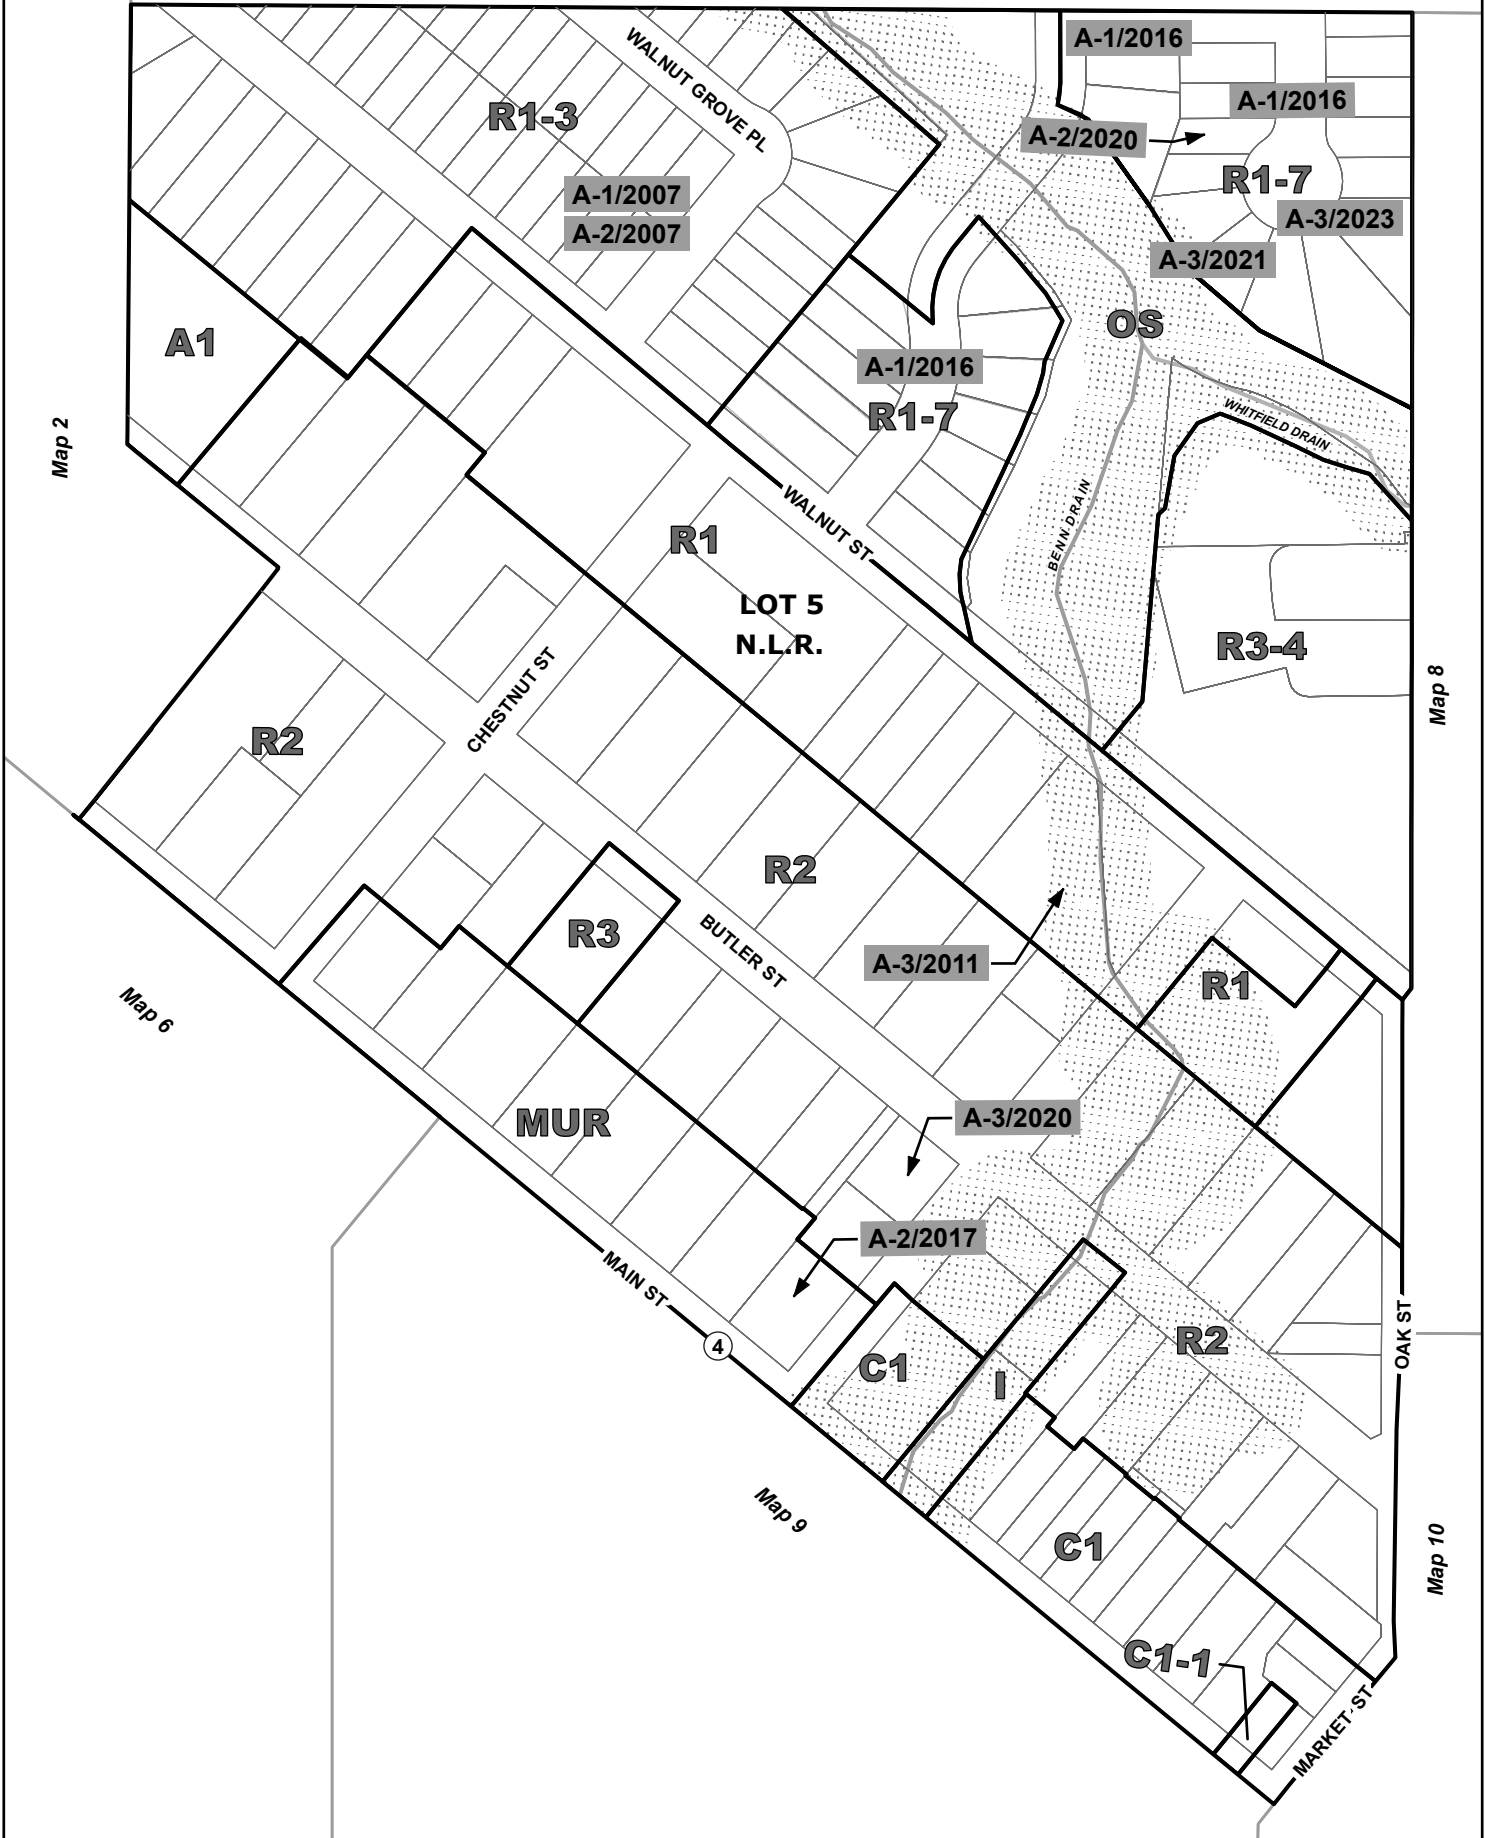 A-1/2016
WALNUT GROVE PL
A-1/2016
R1-3
A-2/2020
R1-7
A-1/2007
A-3/2023
A-2/2007
A-3/2021
OS
A1
A-1/2016
R1-7
WHITFIELD DRAIN
Map 2
WALNUT ST
BENN DRAIN
R1
LOT 5
N.L.R.
R3-4
CHESTNUT ST
Map 8
R2
R2
R3
BUTLER ST
A-3/2011
R1
Map 6
MUR
A-3/2020
A-2/2017
MAIN ST
4
R2
OAK ST
C1
I
Map 9
C1
Map 10
C1-1
MARKET ST